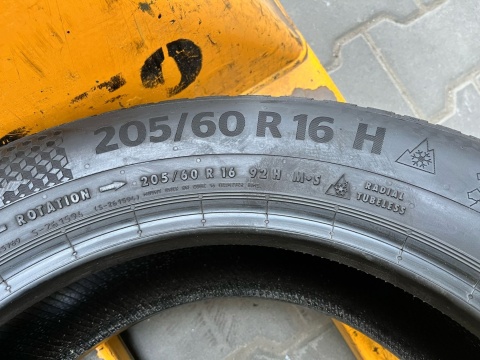 205/60 R 16 H
ROTATION 205/60 R 16 92 H M+S RADIAL
TUBELESS